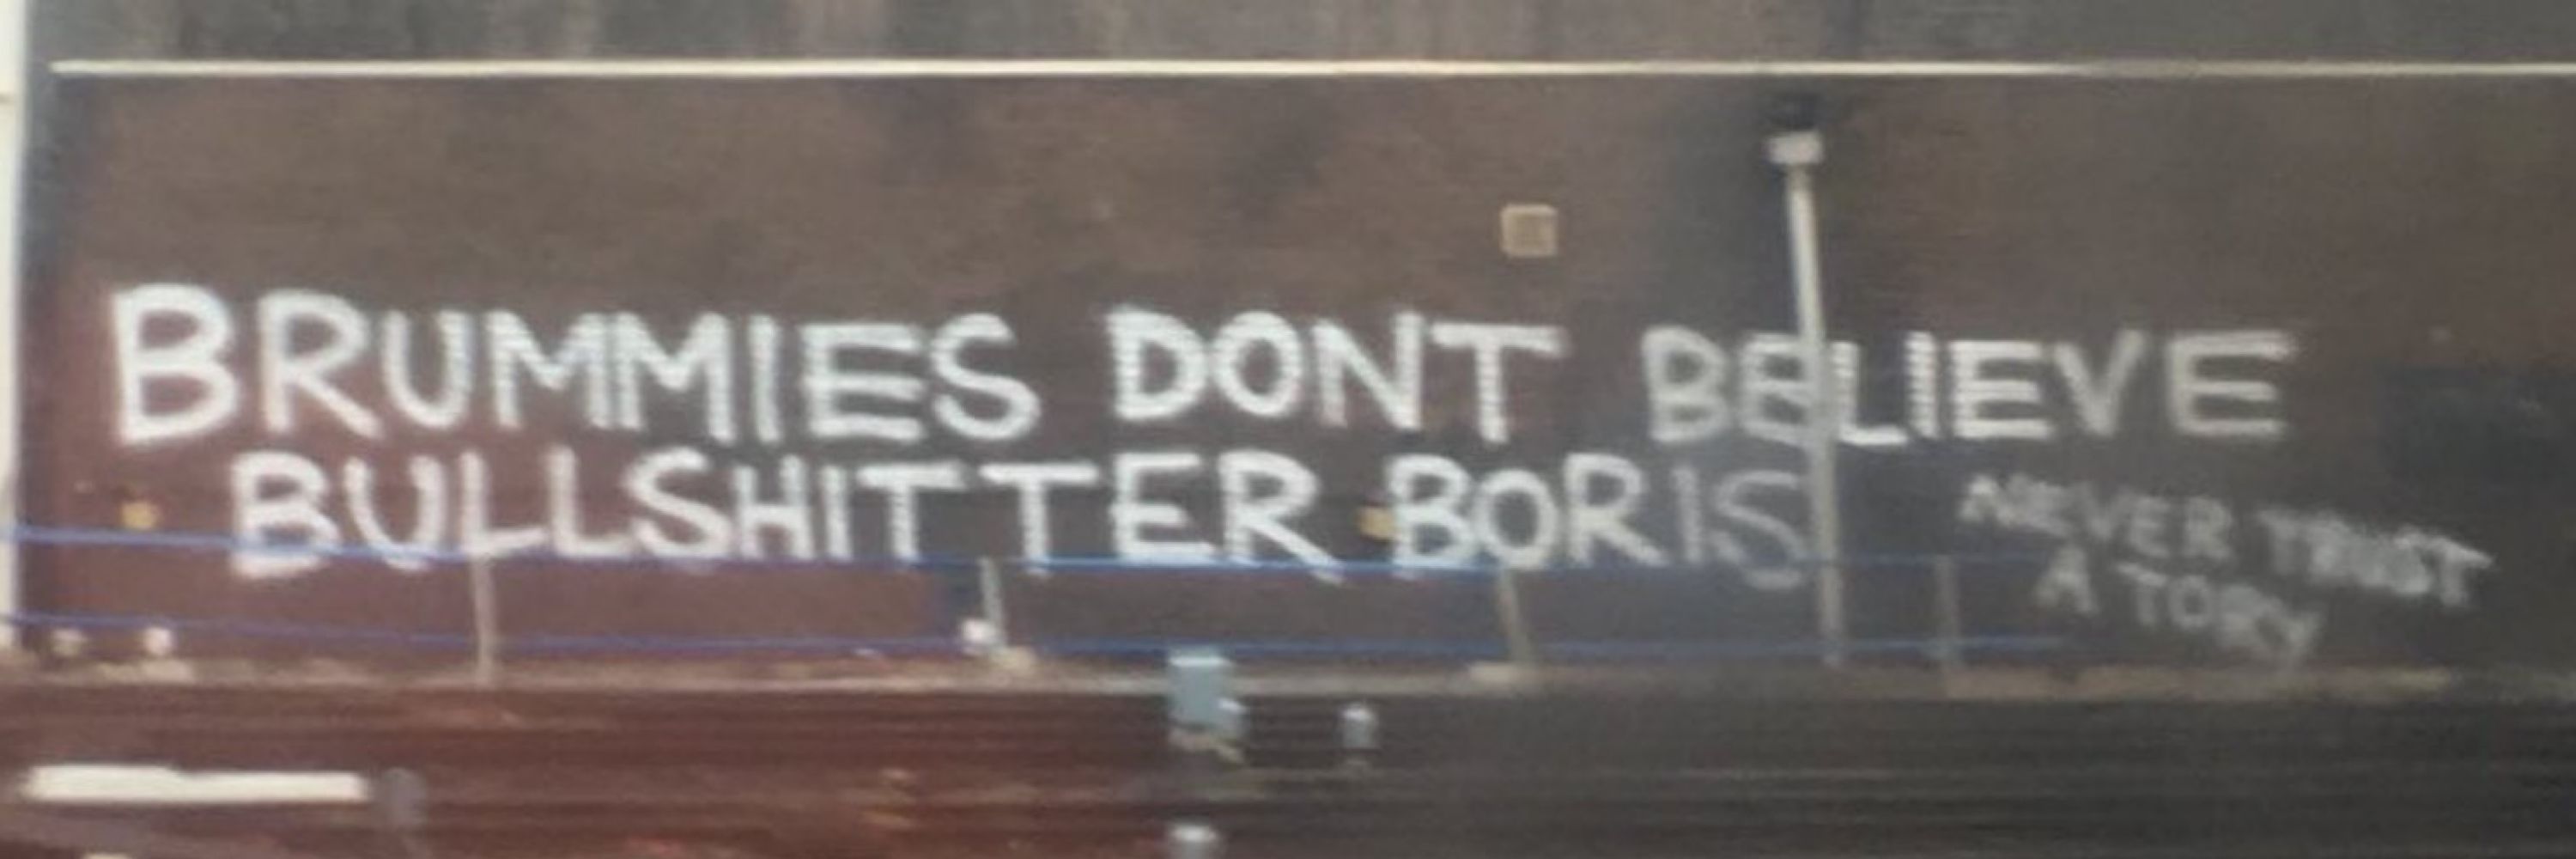 BRUMMIES DONT BELIEVE
BULLSHITTER BORIS
NEVER TRUST
A TORY